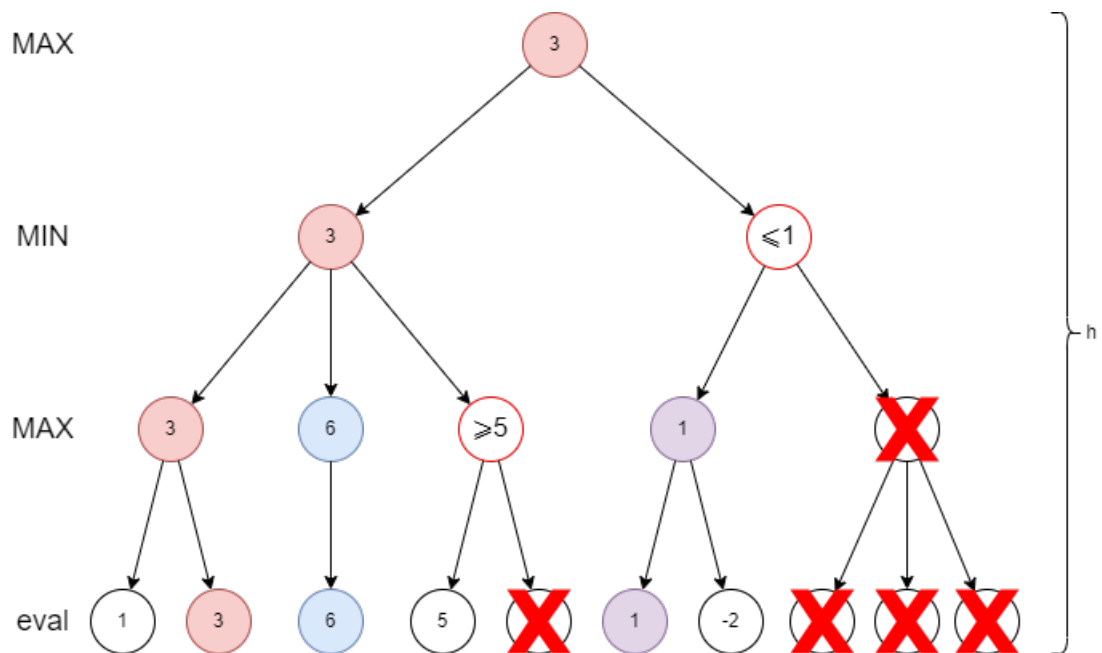 MAX 3
MIN 3 ⩽1
h
MAX 3 6 ⩾5 1
eval 1 3 6 5 1 -2